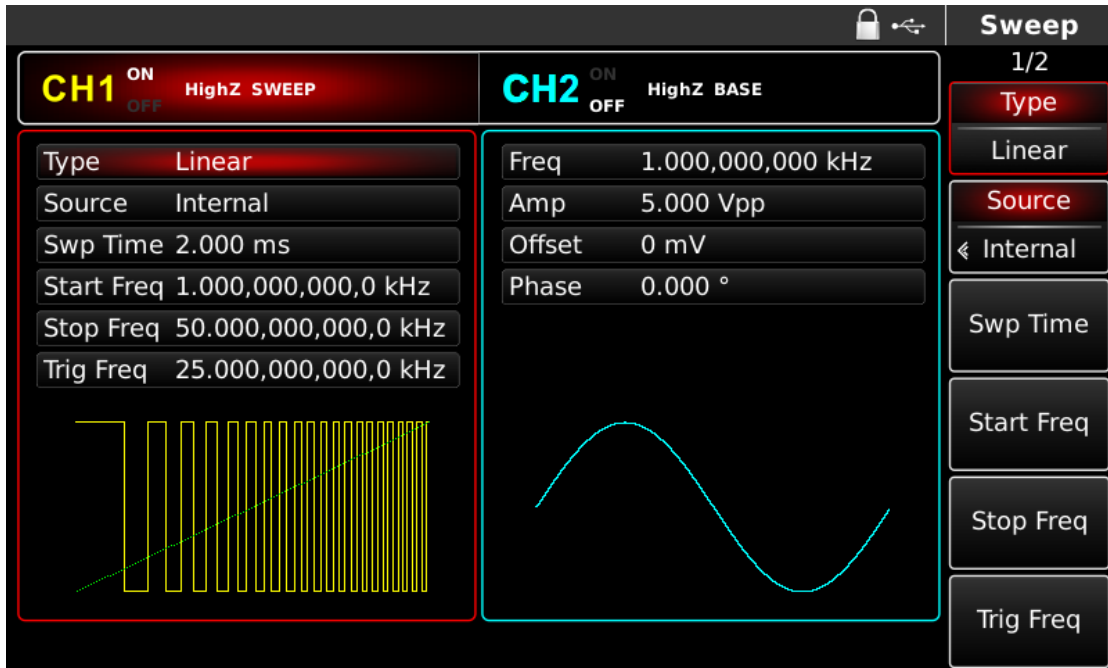 Sweep
1/2
CH1 ON OFF HighZ SWEEP
CH2 ON OFF HighZ BASE
Type Linear
Source Internal
Swp Time 2.000 ms
Start Freq 1.000,000,000,0 kHz
Stop Freq 50.000,000,000,0 kHz
Trig Freq 25.000,000,000,0 kHz
Freq 1.000,000,000 kHz
Amp 5.000 Vpp
Offset 0 mV
Phase 0.000 °
Type
Linear
Source
Internal
Swp Time
Start Freq
Stop Freq
Trig Freq